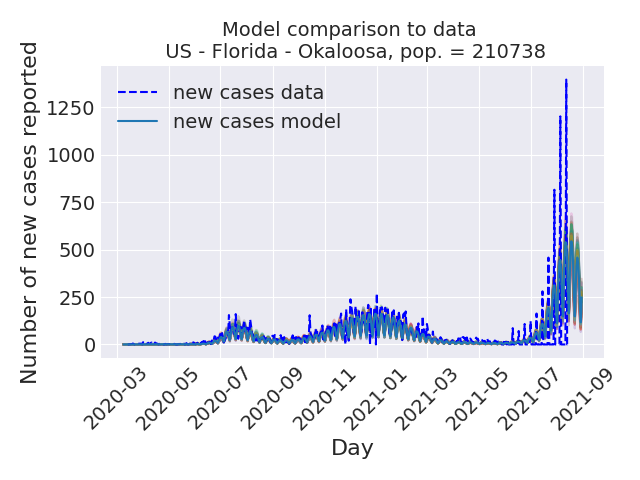 Model comparison to data
US - Florida - Okaloosa, pop. = 210738
new cases data
new cases model
Number of new cases reported
1250
1000
750
500
250
0
2020-03
2020-05
2020-07
2020-09
2020-11
2021-01
2021-03
2021-05
2021-07
2021-09
Day